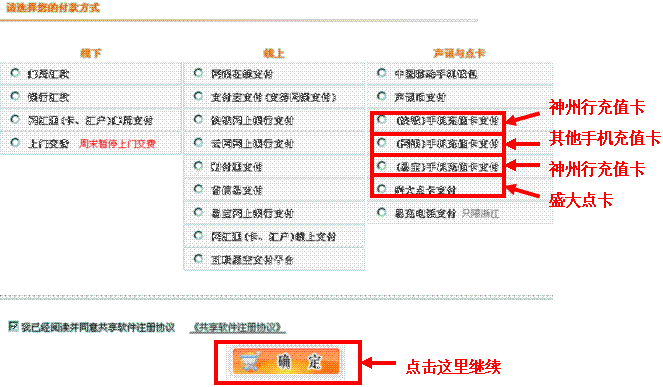 请选择您的付款方式
线下
线上
声讯与点卡
邮局汇款
网银在线支付
中国移动手机钱包
银行汇款
支付宝支付(支持网银支付)
声讯串支付
网汇通(卡、汇户)邮局支付
快钱网上银行支付
(快钱)手机充值卡支付
神州行充值卡
上门交费 周末暂停上门交费
云网网上银行支付
(网银)手机充值卡支付
其他手机充值卡
财付通支付
(易宝)手机充值卡支付
神州行充值卡
首信易支付
盛大点卡支付
盛大点卡
易宝网上银行支付
易充电话支付 只限浙江
网汇通(卡、汇户)线上支付
互联星空支付平台
我已经阅读并同意共享软件注册协议 《共享软件注册协议》
确 定
点击这里继续